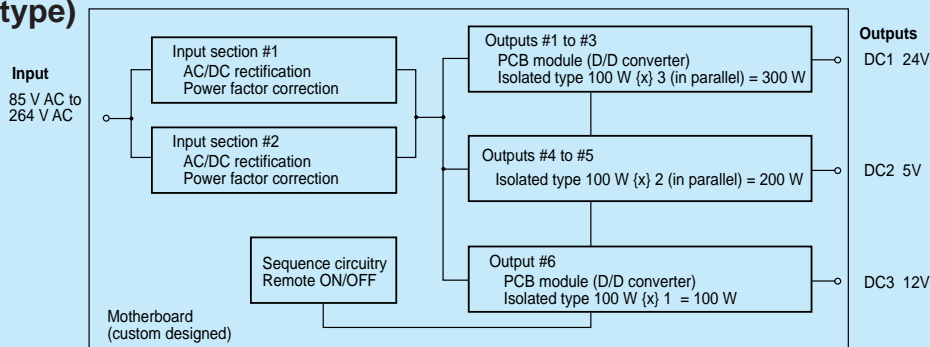 type)
Input
85 V AC to
264 V AC
Input section #1
AC/DC rectification
Power factor correction
Input section #2
AC/DC rectification
Power factor correction
Sequence circuitry
Remote ON/OFF
Motherboard
(custom designed)
Outputs #1 to #3
PCB module (D/D converter)
Isolated type 100 W {x} 3 (in parallel) = 300 W
Outputs #4 to #5
Isolated type 100 W {x} 2 (in parallel) = 200 W
Output #6
PCB module (D/D converter)
Isolated type 100 W {x} 1 = 100 W
Outputs
DC1 24V
DC2 5V
DC3 12V